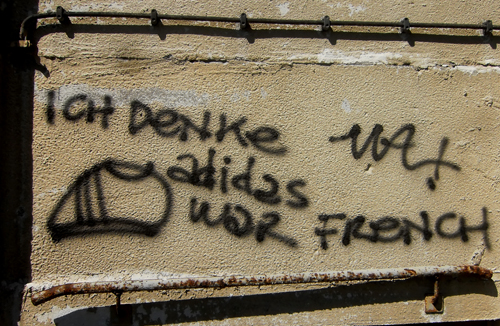 ICH DENKE
adidas
WAR FRENCH